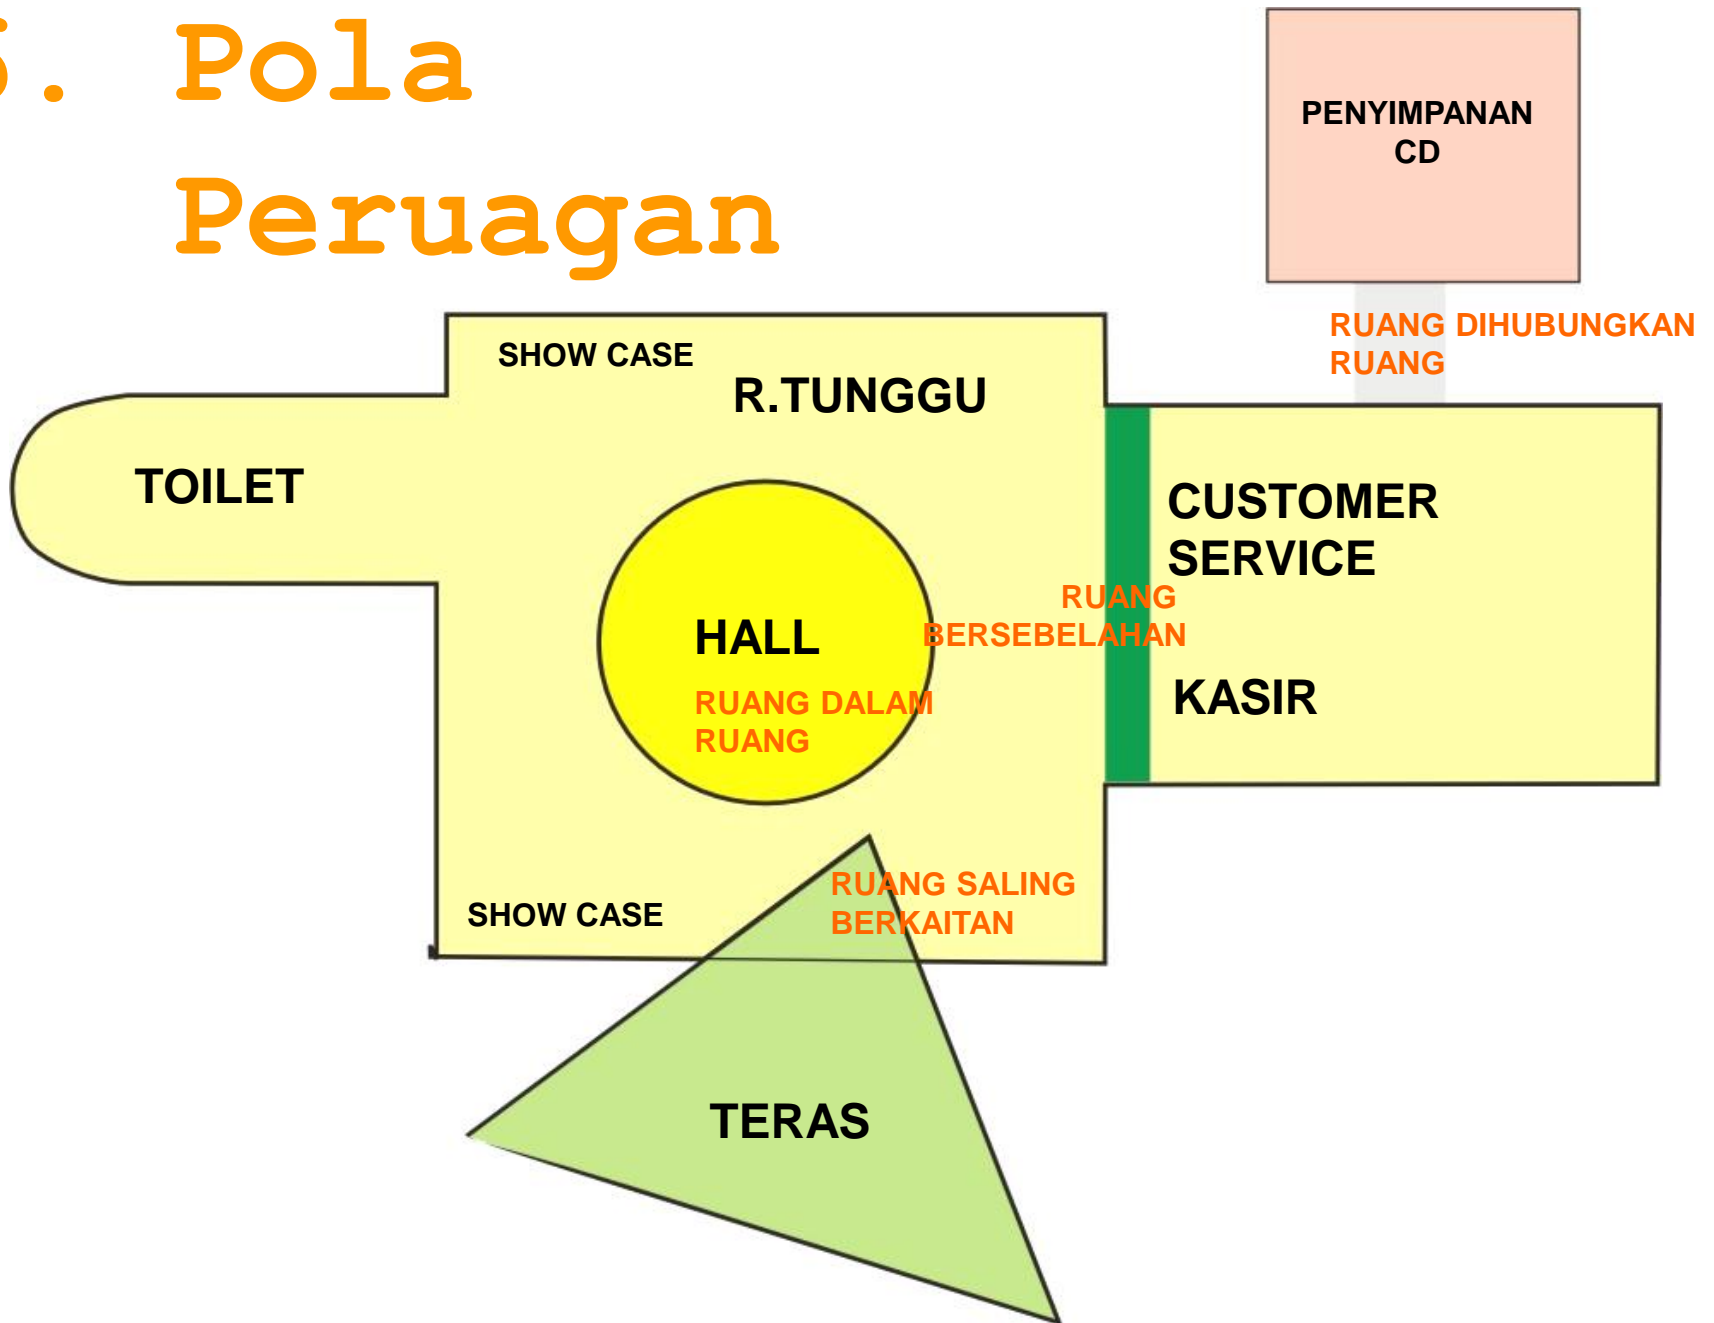 . Pola
Peruagan
PENYIMPANAN
CD
RUANG DIHUBUNGKAN
RUANG
SHOW CASE
R.TUNGGU
TOILET
CUSTOMER
SERVICE
RUANG
BERSEBELAHAN
HALL
KASIR
RUANG DALAM
RUANG
RUANG SALING
BERKAITAN
SHOW CASE
TERAS